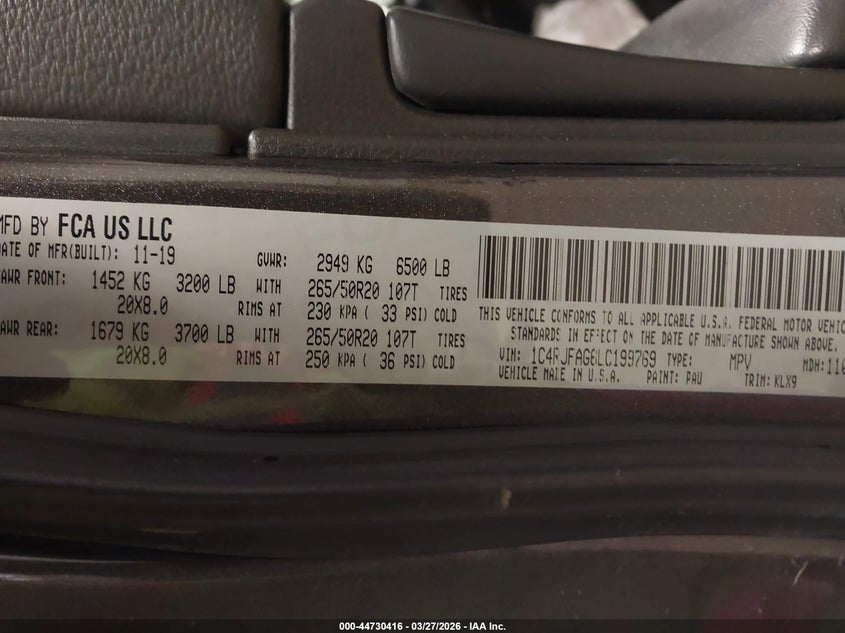 MFD BY FCA US LLC
DATE OF MFR(BUILT): 11-19 GVWR: 2949 KG 6500 LB
GAWR FRONT: 1452 KG 3200 LB WITH 265/50R20 107T TIRES
20X8.0 RIMS AT 230 KPA ( 33 PSI) COLD
GAWR REAR: 1679 KG 3700 LB WITH 265/50R20 107T TIRES
20X8.0 RIMS AT 250 KPA ( 36 PSI) COLD
THIS VEHICLE CONFORMS TO ALL APPLICABLE U.S.A. FEDERAL MOTOR VEHIC
STANDARDS IN EFFECT ON THE DATE OF MANUFACTURE SHOWN ABOVE.
VIN: 1C4RJFAG6LC199769 TYPE: MPV MDH: 110
VEHICLE MADE IN U.S.A. PAINT: PAU TRIM: KLX9
000-44730416 - 03/27/2026 - IAA Inc.